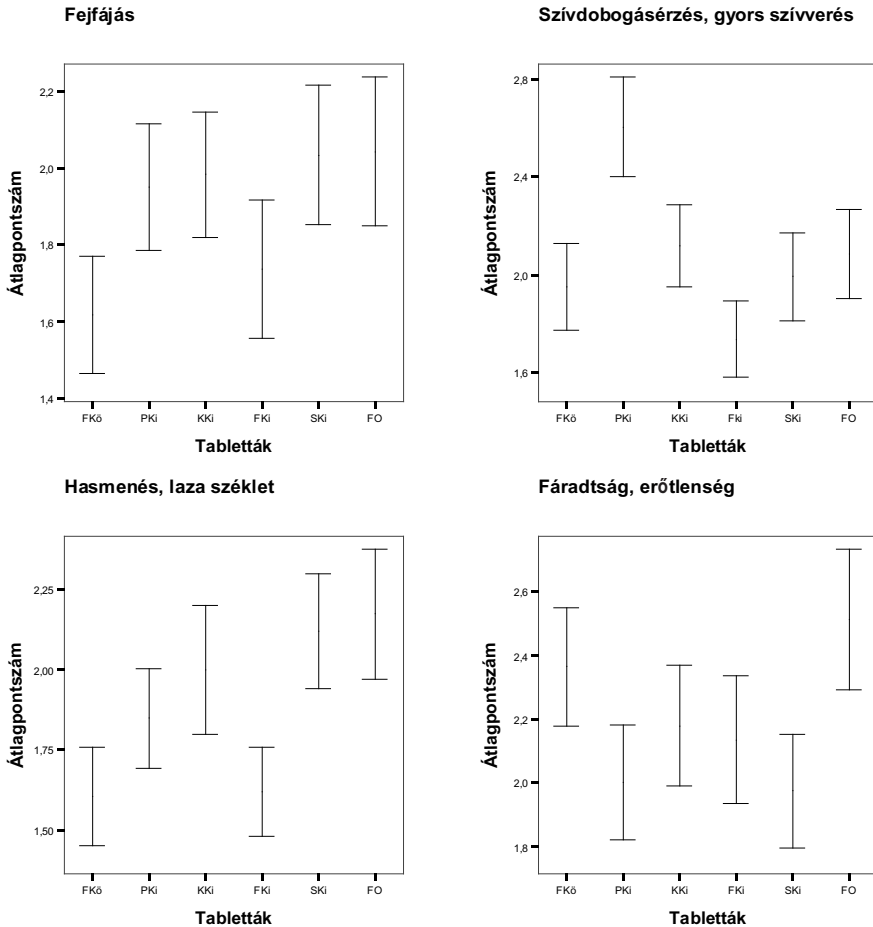 Fejfájás
Átlagpontszám
2,2
2,0
1,8
1,6
1,4
FKö PKi KKi FKi SKi FO
Tabletták
Szívdobogásérzés, gyors szívverés
Átlagpontszám
2,8
2,4
2,0
1,6
FKö PKi KKi Fki SKi FO
Tabletták
Hasmenés, laza széklet
Átlagpontszám
2,25
2,00
1,75
1,50
FKö PKi KKi FKi SKi FO
Tabletták
Fáradtság, erőtlenség
Átlagpontszám
2,6
2,4
2,2
2,0
1,8
FKö PKi KKi FKi SKi FO
Tabletták